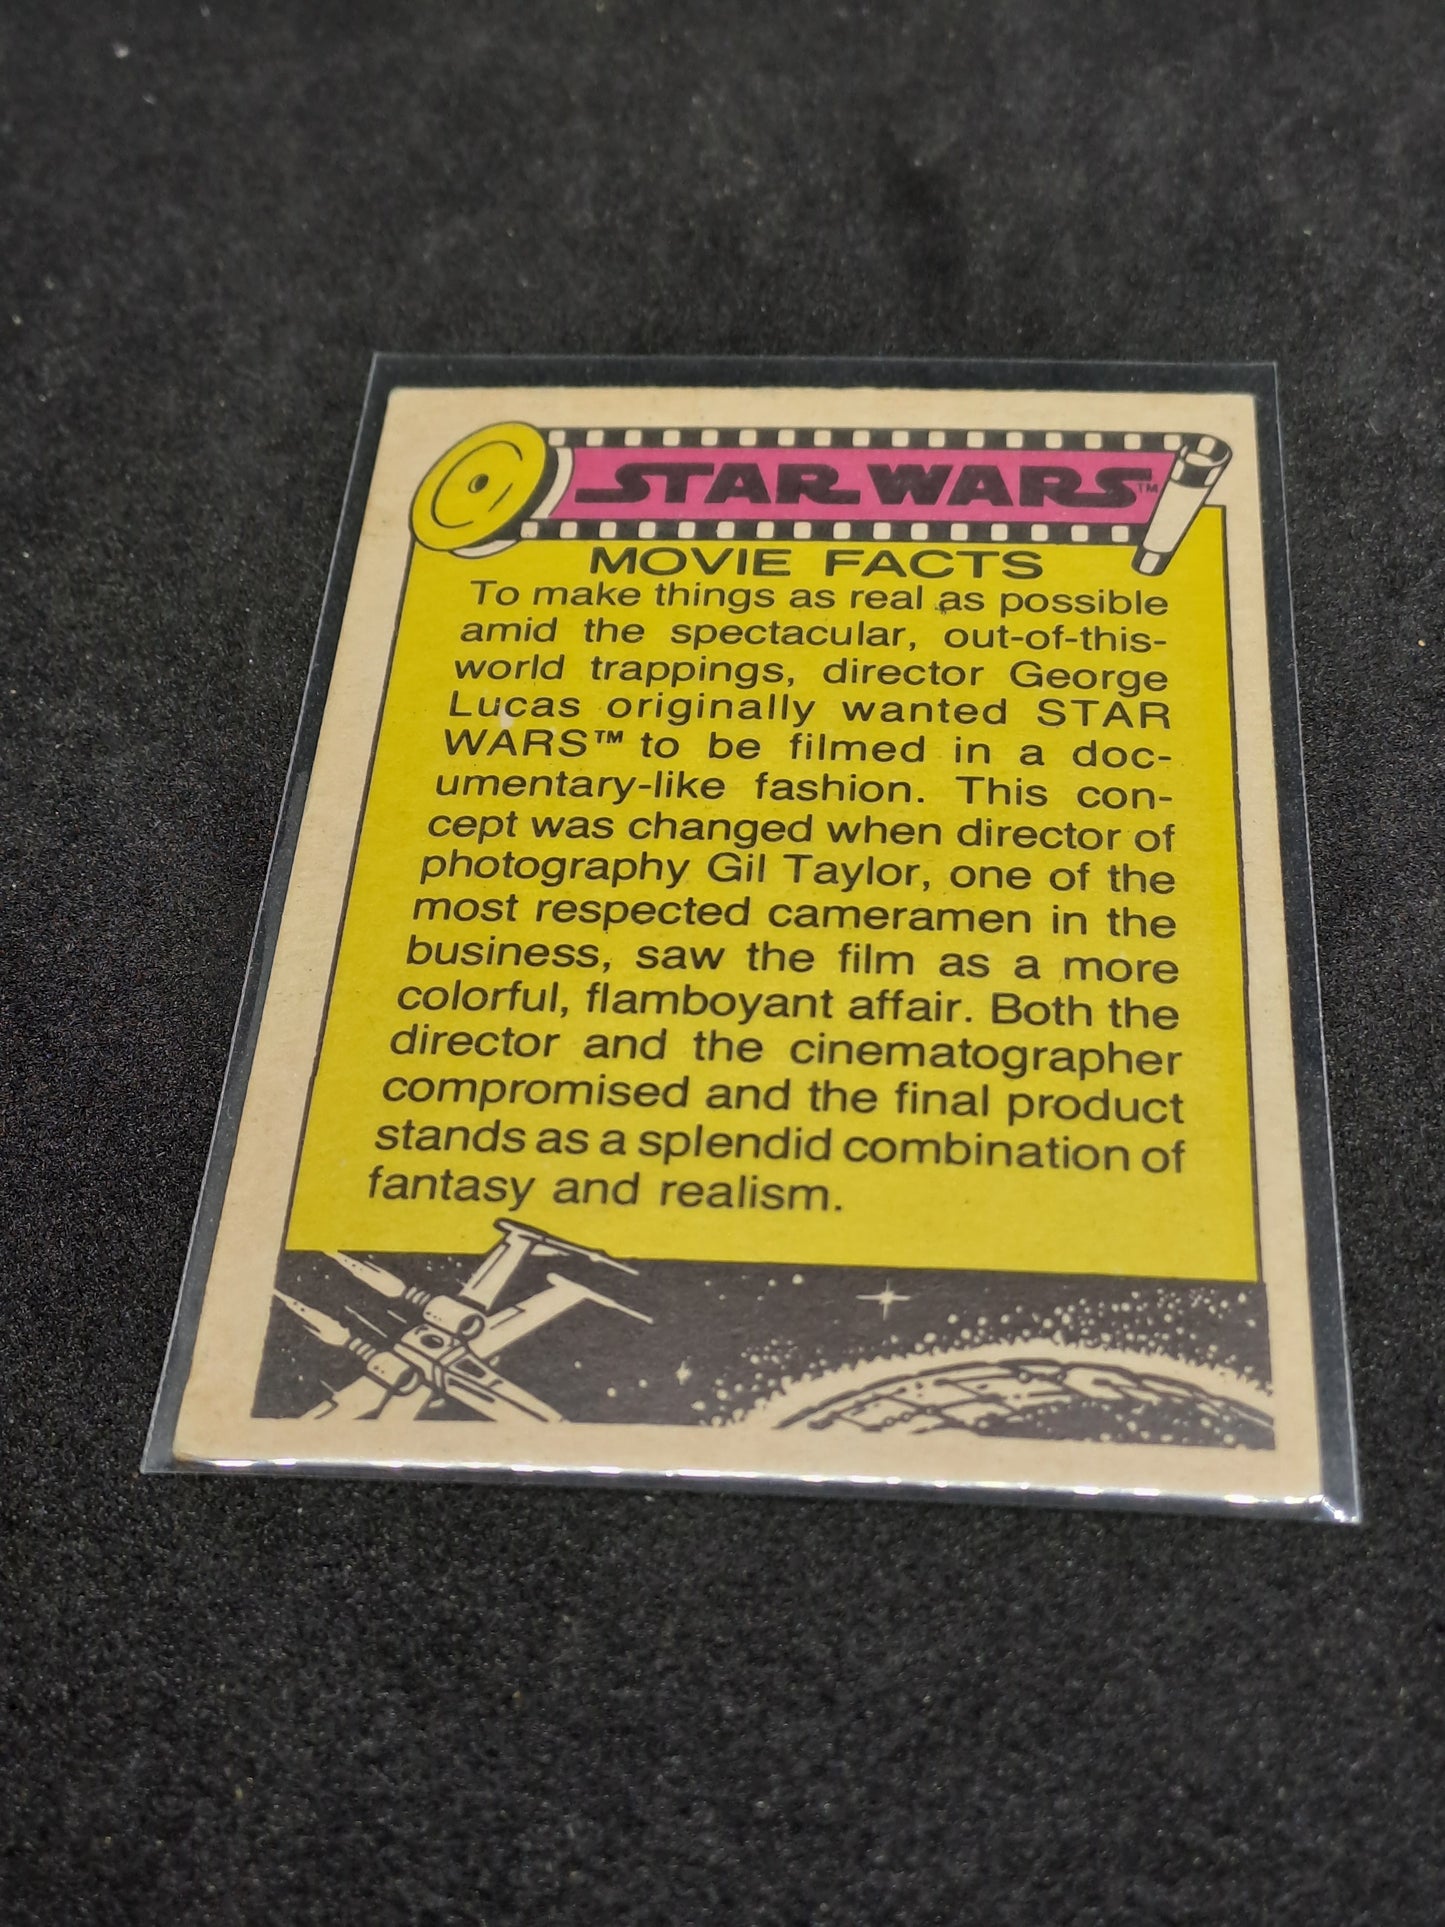 STAR WARS™
MOVIE FACTS
To make things as real as possible
amid the spectacular, out-of-this-
world trappings, director George
Lucas originally wanted STAR
WARS™ to be filmed in a doc-
umentary-like fashion. This con-
cept was changed when director of
photography Gil Taylor, one of the
most respected cameramen in the
business, saw the film as a more
colorful, flamboyant affair. Both the
director and the cinematographer
compromised and the final product
stands as a splendid combination of
fantasy and realism.